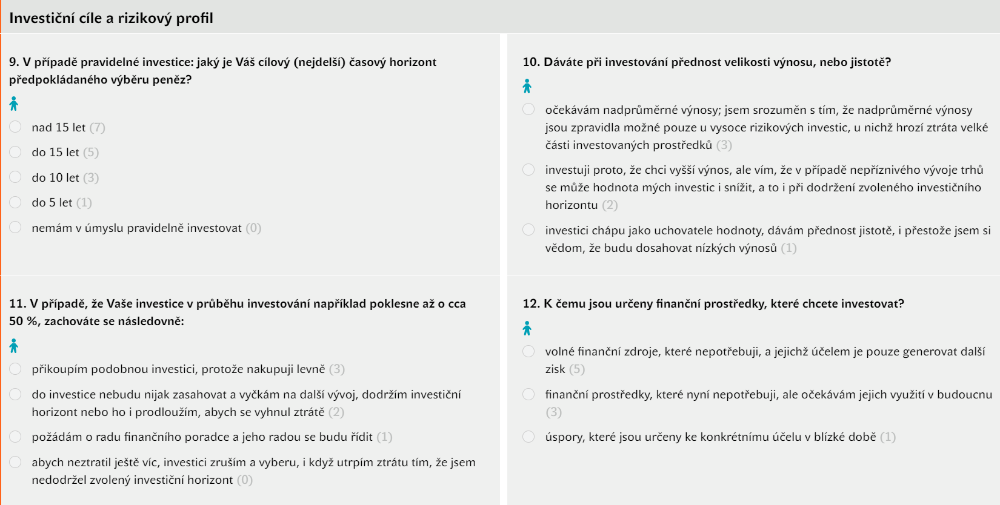 Investiční cíle a rizikový profil
9. V případě pravidelné investice: jaký je Váš cílový (nejdelší) časový horizont
předpokládaného výběru peněz?
nad 15 let (7)
do 15 let (5)
do 10 let (3)
do 5 let (1)
nemám v úmyslu pravidelně investovat (0)
10. Dáváte při investování přednost velikosti výnosu, nebo jistotě?
očekávám nadprůměrné výnosy; jsem srozuměn s tím, že nadprůměrné výnosy
jsou zpravidla možné pouze u vysoce rizikových investic, u nichž hrozí ztráta velké
části investovaných prostředků (3)
investuji proto, že chci vyšší výnos, ale vím, že v případě nepříznivého vývoje trhů
se může hodnota mých investic i snížit, a to i při dodržení zvoleného investičního
horizontu (2)
investici chápu jako uchovatele hodnoty, dávám přednost jistotě, i přestože jsem si
vědom, že budu dosahovat nízkých výnosů (1)
11. V případě, že Vaše investice v průběhu investování například poklesne až o cca
50 %, zachováte se následovně:
přikoupím podobnou investici, protože nakupuji levně (3)
do investice nebudu nijak zasahovat a vyčkám na další vývoj, dodržím investiční
horizont nebo ho i prodloužím, abych se vyhnul ztrátě (2)
požádám o radu finančního poradce a jeho radou se budu řídit (1)
abych neztratil ještě víc, investici zruším a vyberu, i když utrpím ztrátu tím, že jsem
nedodržel zvolený investiční horizont (0)
12. K čemu jsou určeny finanční prostředky, které chcete investovat?
volné finanční zdroje, které nepotřebuji, a jejichž účelem je pouze generovat další
zisk (5)
finanční prostředky, které nyní nepotřebuji, ale očekávám jejich využití v budoucnu
(3)
úspory, které jsou určeny ke konkrétnímu účelu v blízké době (1)